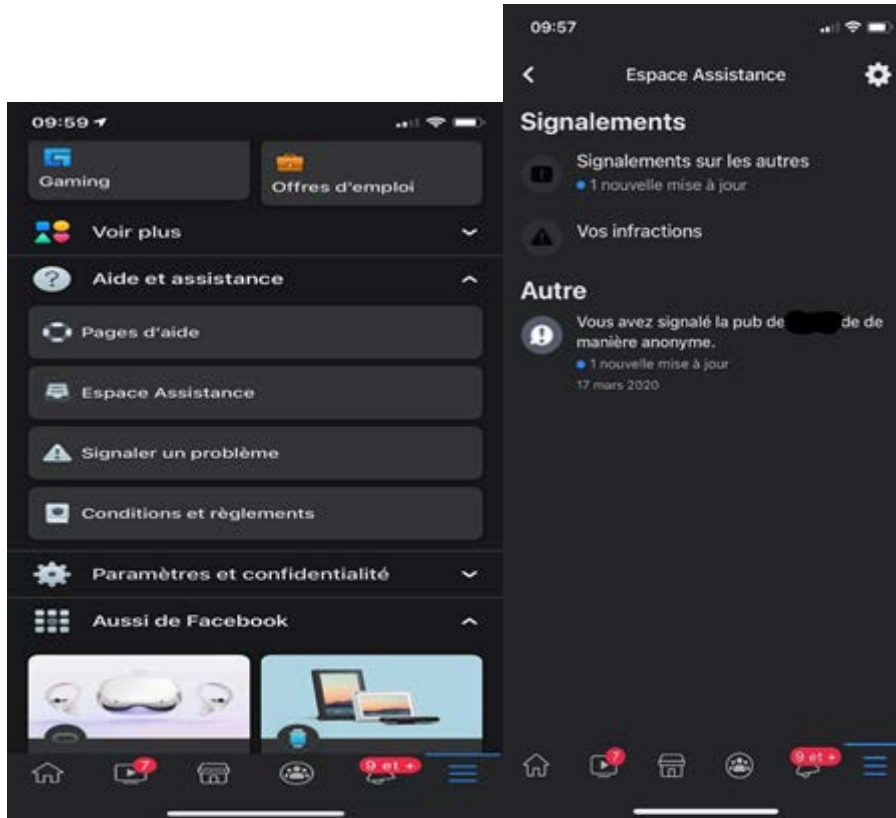 09:59
Gaming
Offres d'emploi
Voir plus
Aide et assistance
Pages d'aide
Espace Assistance
Signaler un problème
Conditions et règlements
Paramètres et confidentialité
Aussi de Facebook
7
9 et +
09:57
Espace Assistance
Signalements
Signalements sur les autres
1 nouvelle mise à jour
Vos infractions
Autre
Vous avez signalé la pub de de de
manière anonyme.
1 nouvelle mise à jour
17 mars 2020
7
9 et +